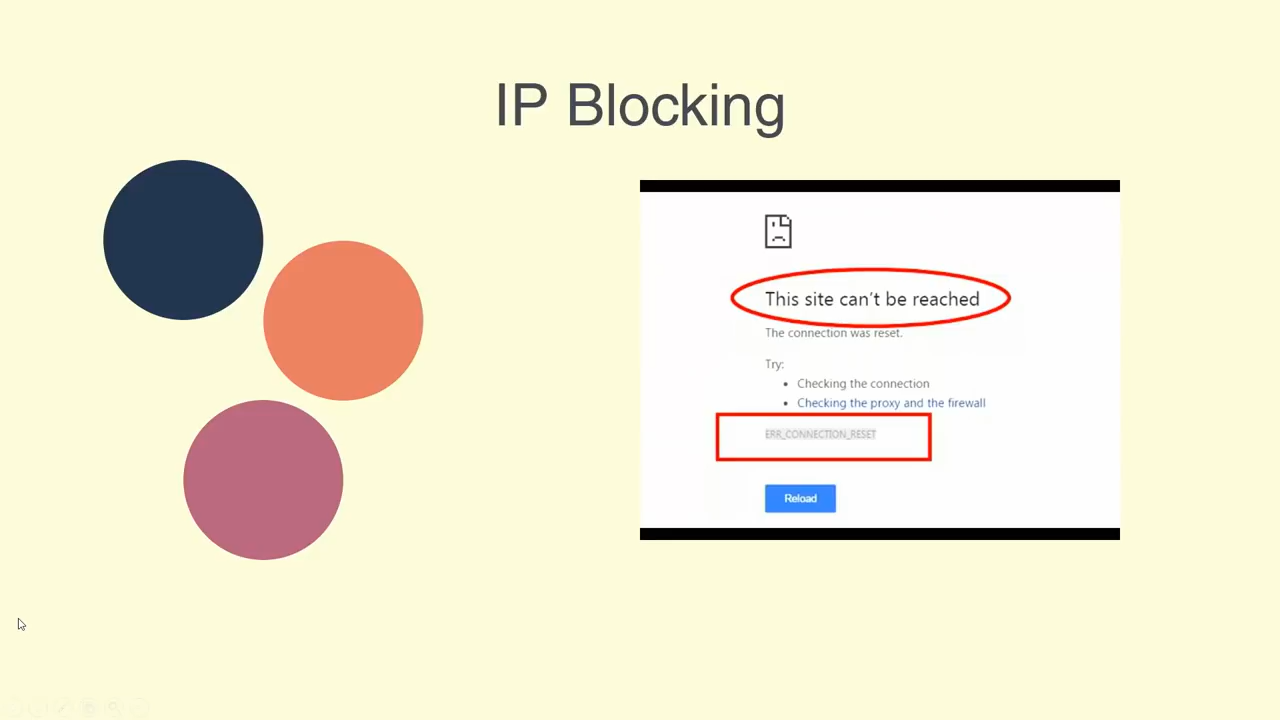 IP Blocking
This site can't be reached
The connection was reset.
Try:
• Checking the connection
• Checking the proxy and the firewall
ERR_CONNECTION_RESET
Reload